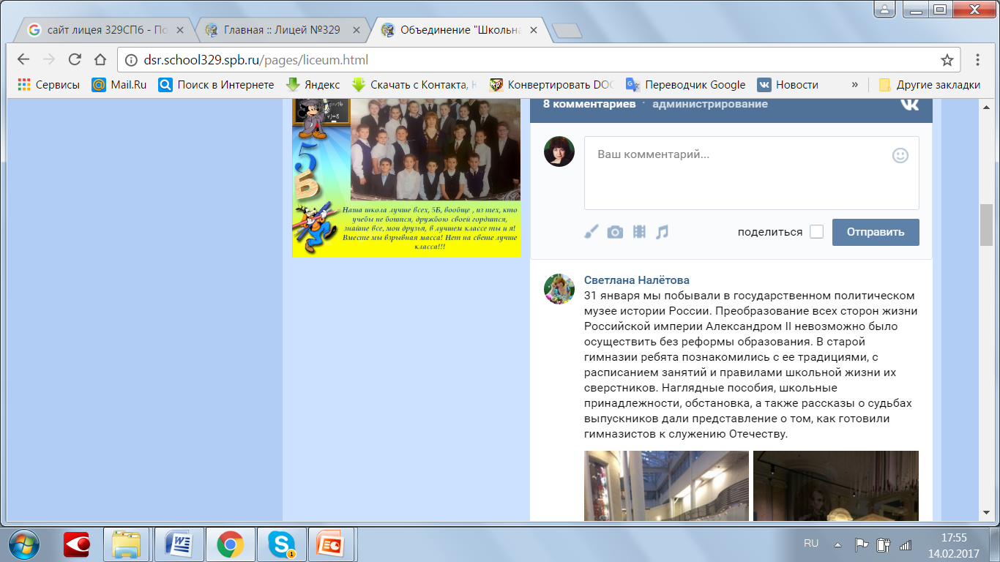 сайт лицея 329СПб - По
Главная :: Лицей №329
Объединение "Школьна
dsr.school329.spb.ru/pages/liceum.html
Сервисы
Mail.Ru
Поиск в Интернете
Яндекс
Скачать с Контакта, Н
Конвертировать DOC
Переводчик Google
Новости
»
Другие закладки
5
Б
Наша школа лучше всех, 5Б, вообще , из тех, кто
учебы не боится, дружбою своей гордится,
знайте все, мои друзья, в лучшем классе ты и я!
Вместе мы взрывная масса! Нет на свете лучше
класса!!!
8 комментариев · администрирование
Ваш комментарий...
поделиться
Отправить
Светлана Налётова
31 января мы побывали в государственном политическом
музее истории России. Преобразование всех сторон жизни
Российской империи Александром II невозможно было
осуществить без реформы образования. В старой
гимназии ребята познакомились с ее традициями, с
расписанием занятий и правилами школьной жизни их
сверстников. Наглядные пособия, школьные
принадлежности, обстановка, а также рассказы о судьбах
выпускников дали представление о том, как готовили
гимназистов к служению Отечеству.
1
RU
17:55
14.02.2017